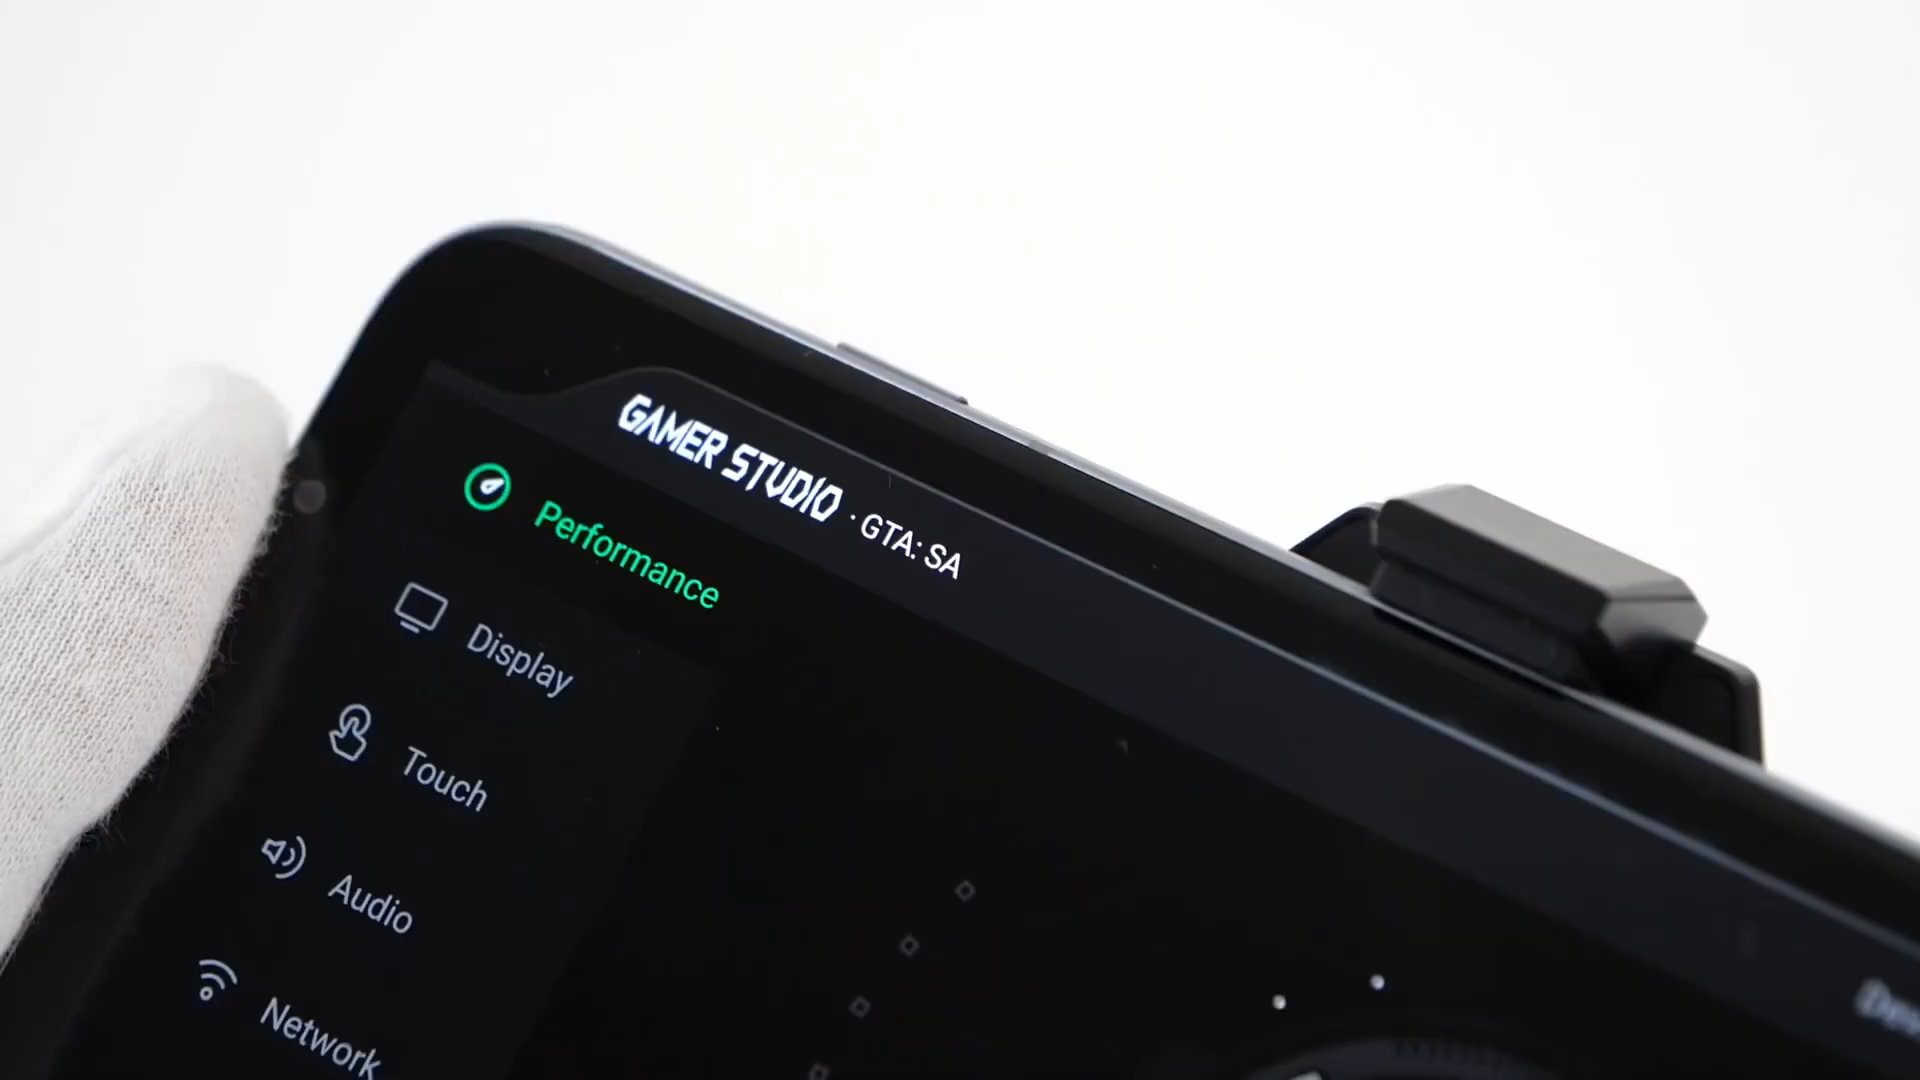 GAMER STUDIO · GTA: SA
Performance
Display
Touch
Audio
Network